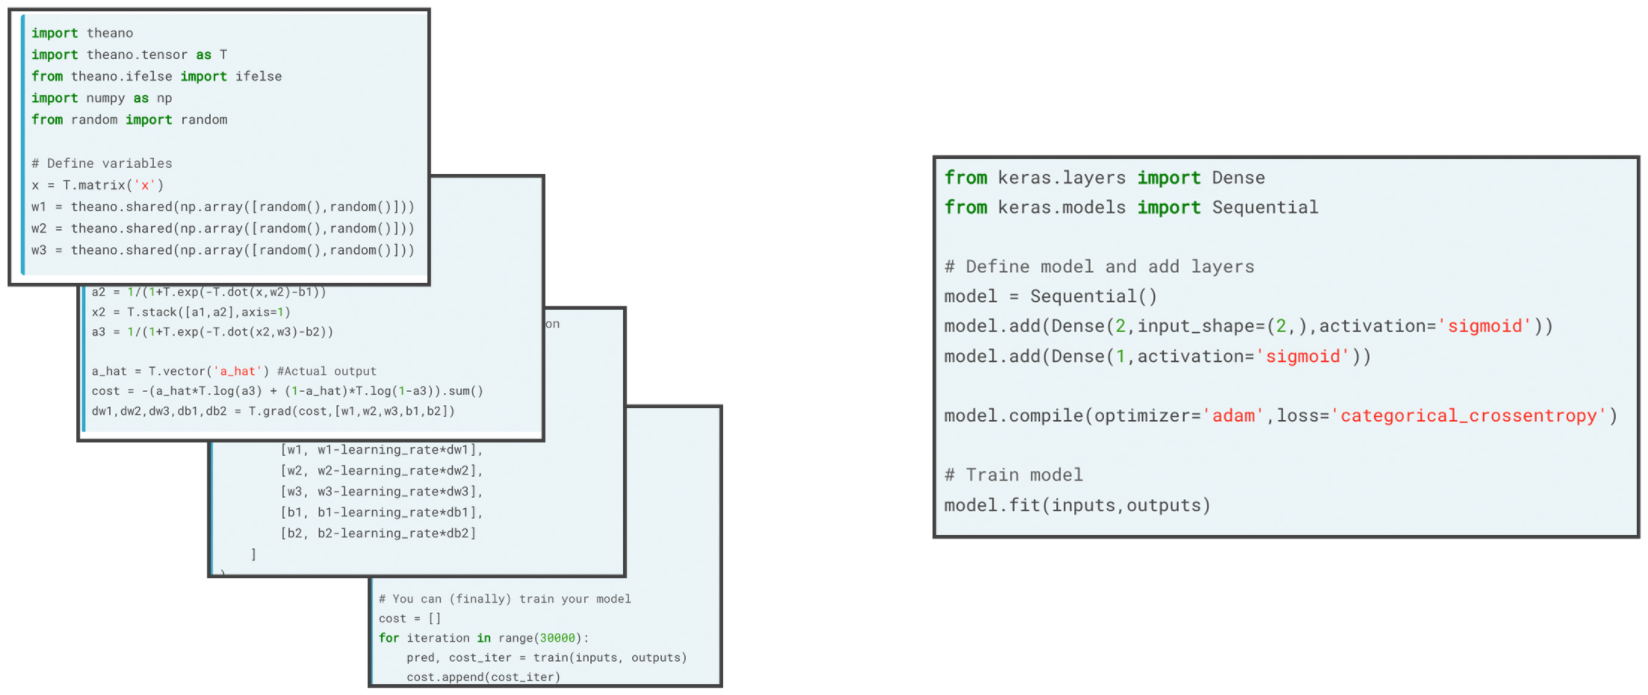 import theano
import theano.tensor as T
from theano.ifelse import ifelse
import numpy as np
from random import random
# Define variables
x = T.matrix('x')
w1 = theano.shared(np.array([random(),random()]))
w2 = theano.shared(np.array([random(),random()]))
w3 = theano.shared(np.array([random(),random()]))
a2 = 1/(1+T.exp(-T.dot(x,w2)-b1))
x2 = T.stack([a1,a2],axis=1)
a3 = 1/(1+T.exp(-T.dot(x2,w3)-b2))
a_hat = T.vector('a_hat') #Actual output
cost = -(a_hat*T.log(a3) + (1-a_hat)*T.log(1-a3)).sum()
dw1,dw2,dw3,db1,db2 = T.grad(cost,[w1,w2,w3,b1,b2])
on
[w1, w1-learning_rate*dw1],
[w2, w2-learning_rate*dw2],
[w3, w3-learning_rate*dw3],
[b1, b1-learning_rate*db1],
[b2, b2-learning_rate*db2]
]
# You can (finally) train your model
cost = []
for iteration in range(30000):
pred, cost_iter = train(inputs, outputs)
cost.append(cost_iter)
from keras.layers import Dense
from keras.models import Sequential
# Define model and add layers
model = Sequential()
model.add(Dense(2,input_shape=(2,),activation='sigmoid'))
model.add(Dense(1,activation='sigmoid'))
model.compile(optimizer='adam',loss='categorical_crossentropy')
# Train model
model.fit(inputs,outputs)